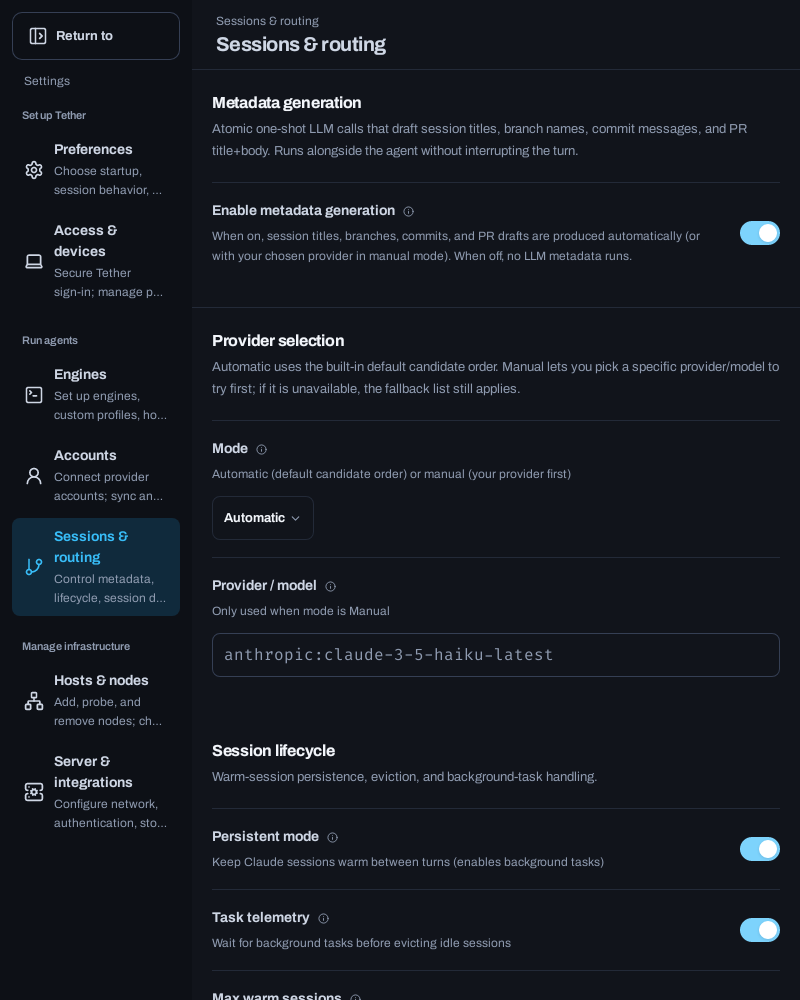 Return to
Settings
Set up Tether
Preferences
Choose startup,
session behavior, ...
Access &
devices
Secure Tether
sign-in; manage p...
Run agents
Engines
Set up engines,
custom profiles, ho...
Accounts
Connect provider
accounts; sync an...
Sessions &
routing
Control metadata,
lifecycle, session d...
Manage infrastructure
Hosts & nodes
Add, probe, and
remove nodes; ch...
Server &
integrations
Configure network,
authentication, sto...
Sessions & routing
Sessions & routing
Metadata generation
Atomic one-shot LLM calls that draft session titles, branch names, commit messages, and PR
title+body. Runs alongside the agent without interrupting the turn.
Enable metadata generation
When on, session titles, branches, commits, and PR drafts are produced automatically (or
with your chosen provider in manual mode). When off, no LLM metadata runs.
Provider selection
Automatic uses the built-in default candidate order. Manual lets you pick a specific provider/model to
try first; if it is unavailable, the fallback list still applies.
Mode
Automatic (default candidate order) or manual (your provider first)
Automatic
Provider / model
Only used when mode is Manual
anthropic:claude-3-5-haiku-latest
Session lifecycle
Warm-session persistence, eviction, and background-task handling.
Persistent mode
Keep Claude sessions warm between turns (enables background tasks)
Task telemetry
Wait for background tasks before evicting idle sessions
Max warm sessions